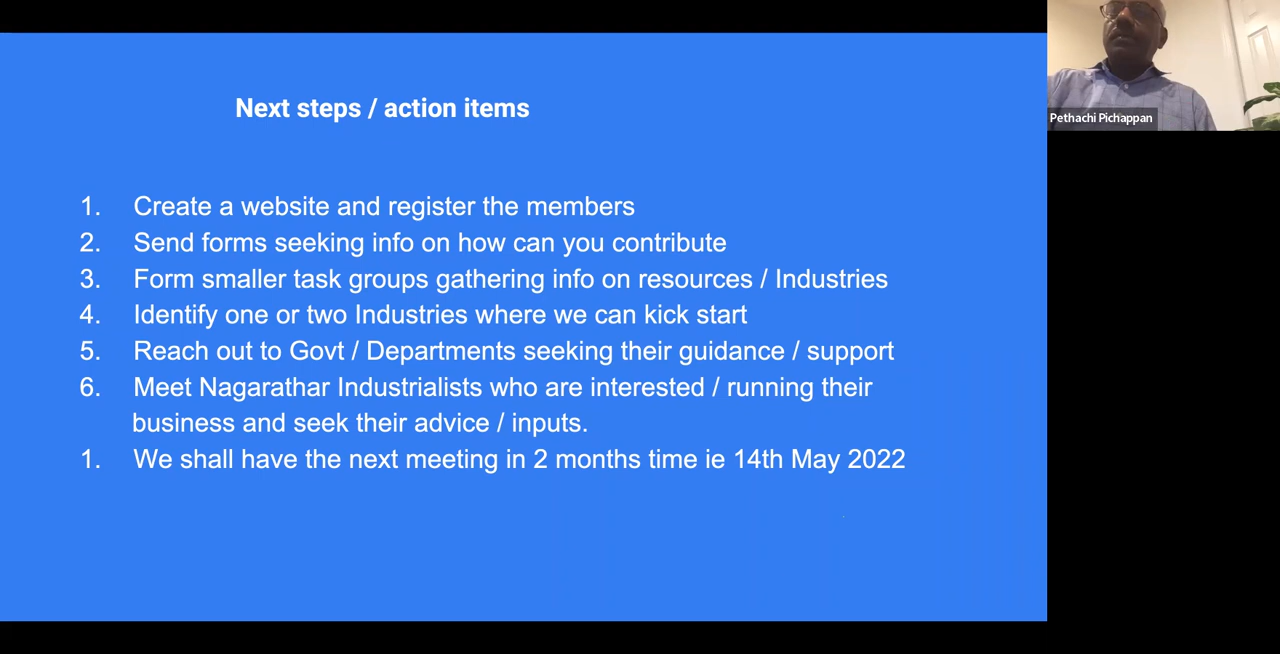 Next steps / action items
1. Create a website and register the members
2. Send forms seeking info on how can you contribute
3. Form smaller task groups gathering info on resources / Industries
4. Identify one or two Industries where we can kick start
5. Reach out to Govt / Departments seeking their guidance / support
6. Meet Nagarathar Industrialists who are interested / running their
business and seek their advice / inputs.
1. We shall have the next meeting in 2 months time ie 14th May 2022
Pethachi Pichappan